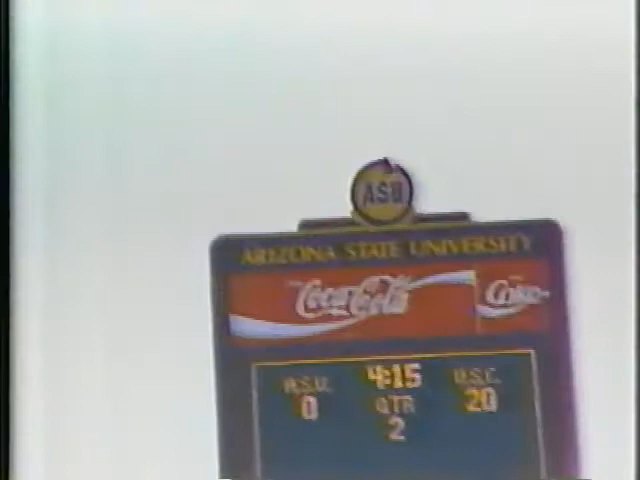 ASU
ARIZONA STATE UNIVERSITY
Coca-Cola Coke
A.S.U. 4:15 U.S.C.
0 QTR 20
2